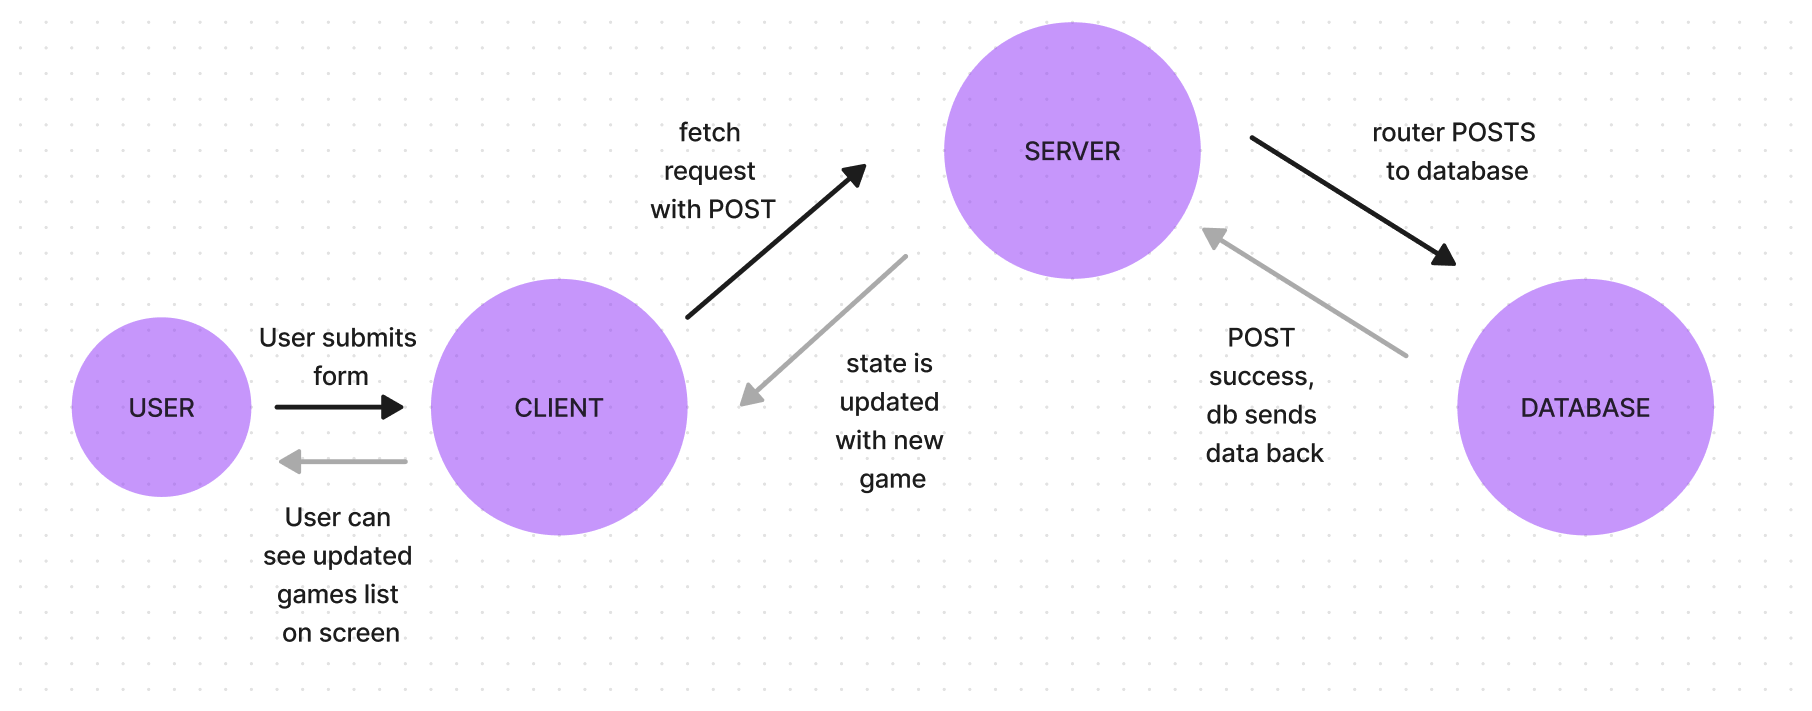 USER
User submits
form
User can
see updated
games list
on screen
CLIENT
fetch
request
with POST
state is
updated
with new
game
SERVER
router POSTS
to database
POST
success,
db sends
data back
DATABASE